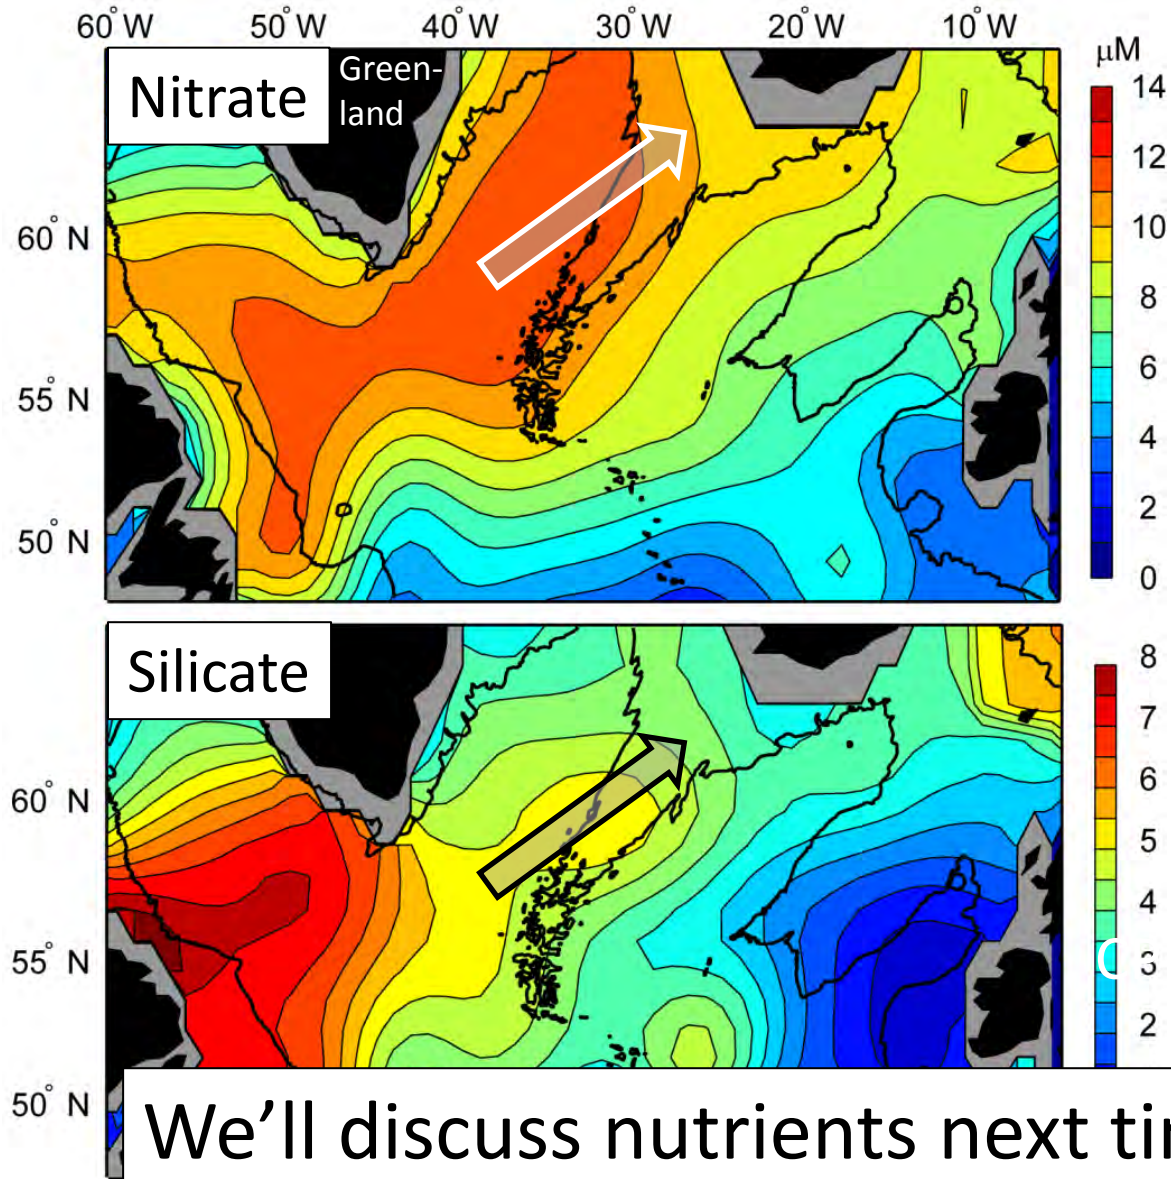 60°W 50°W 40°W 30°W 20°W 10°W
μM
Nitrate
Green-
land
14
12
10
8
6
4
2
0
60° N
55° N
50° N
Silicate
8
7
6
5
4
3
2
60° N
55° N
50° N
We’ll discuss nutrients next